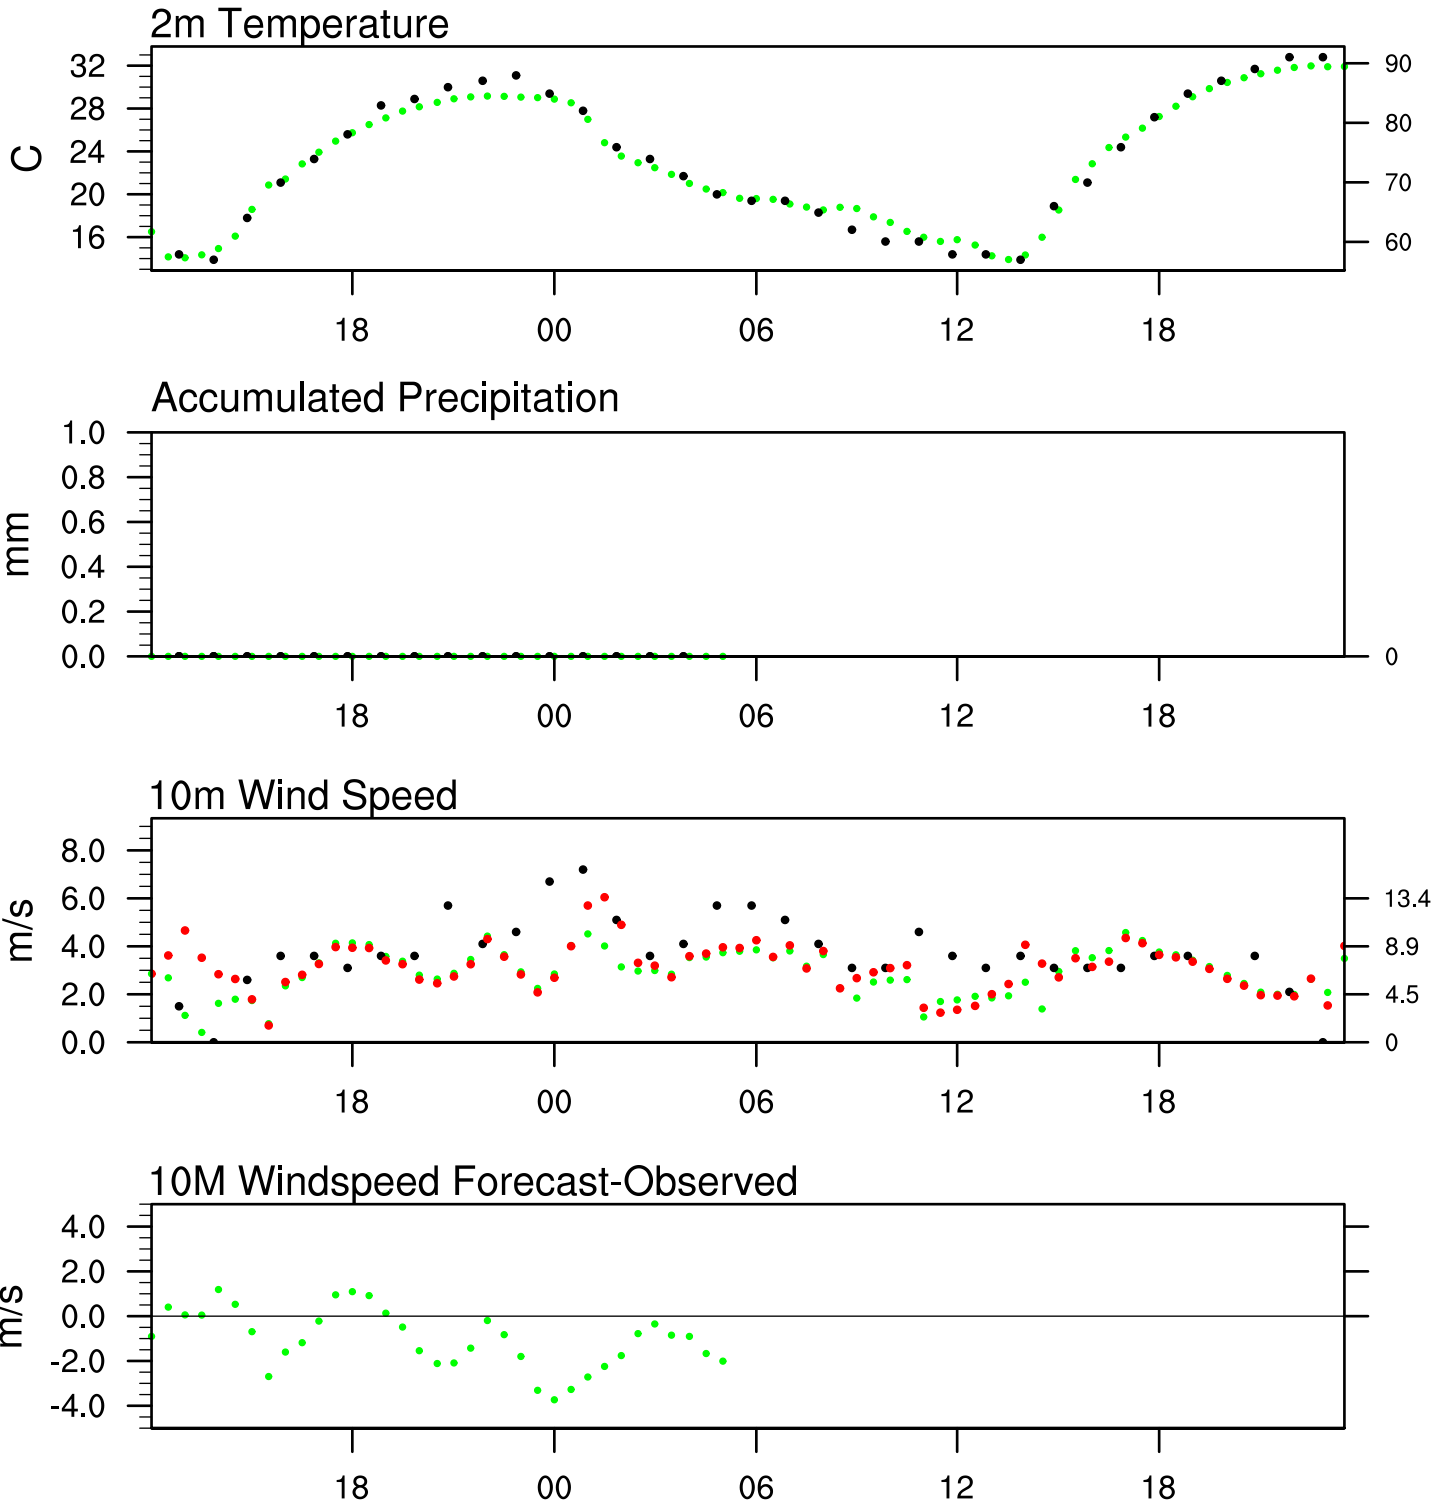 2m Temperature
32
28
24
20
16
C
90
80
70
60
18 00 06 12 18
Accumulated Precipitation
1.0
0.8
0.6
0.4
0.2
0.0
mm
0
18 00 06 12 18
10m Wind Speed
8.0
6.0
4.0
2.0
0.0
m/s
13.4
8.9
4.5
0
18 00 06 12 18
10M Windspeed Forecast-Observed
4.0
2.0
0.0
-2.0
-4.0
m/s
18 00 06 12 18